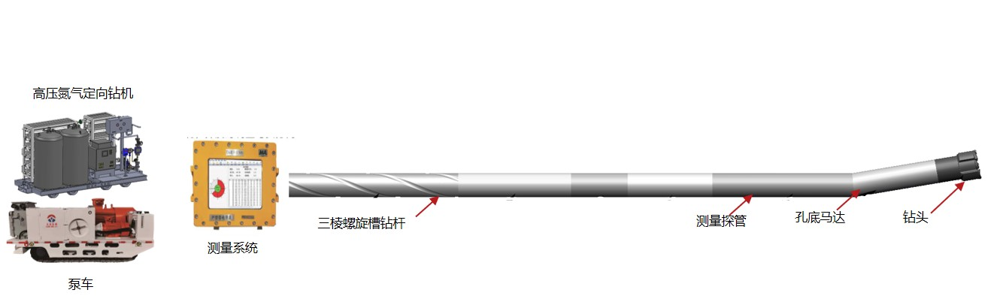 高压氮气定向钻机
测量系统
泵车
三棱螺旋槽钻杆
测量探管
孔底马达
钻头